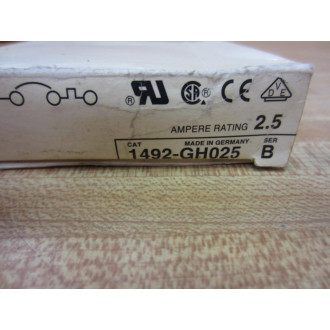 AMPERE RATING 2.5
CAT MADE IN GERMANY SER
1492-GH025 B